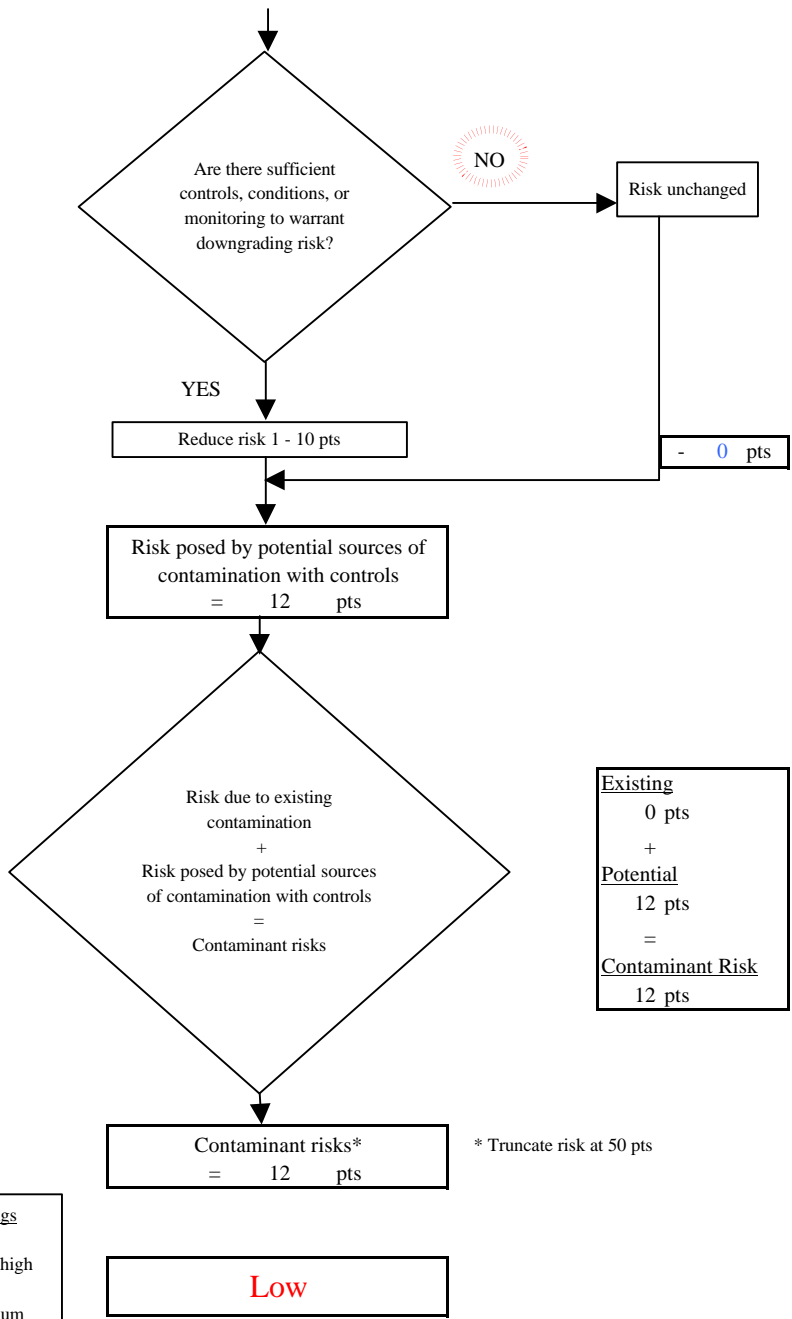 Are there sufficient
controls, conditions, or
monitoring to warrant
downgrading risk?
NO
Risk unchanged
YES
Reduce risk 1 - 10 pts
- 0 pts
Risk posed by potential sources of
contamination with controls
= 12 pts
Risk due to existing
contamination
+
Risk posed by potential sources
of contamination with controls
=
Contaminant risks
Existing
0 pts
+
Potential
12 pts
=
Contaminant Risk
12 pts
Contaminant risks*
= 12 pts
* Truncate risk at 50 pts
gs
high
um
Low